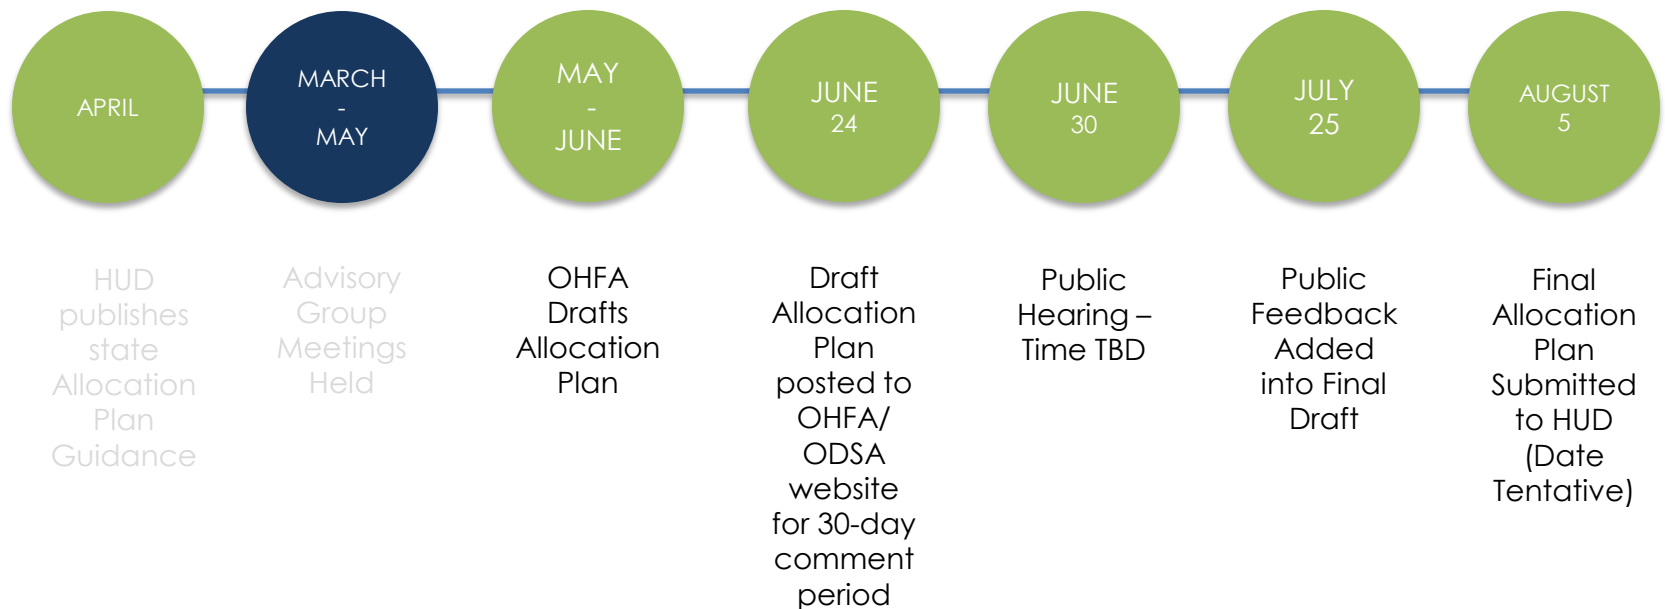 APRIL
MARCH
-
MAY
MAY
-
JUNE
JUNE
24
JUNE
30
JULY
25
AUGUST
5
HUD
publishes
state
Allocation
Plan
Guidance
Advisory
Group
Meetings
Held
OHFA
Drafts
Allocation
Plan
Draft
Allocation
Plan
posted to
OHFA/
ODSA
website
for 30-day
comment
period
Public
Hearing –
Time TBD
Public
Feedback
Added
into Final
Draft
Final
Allocation
Plan
Submitted
to HUD
(Date
Tentative)